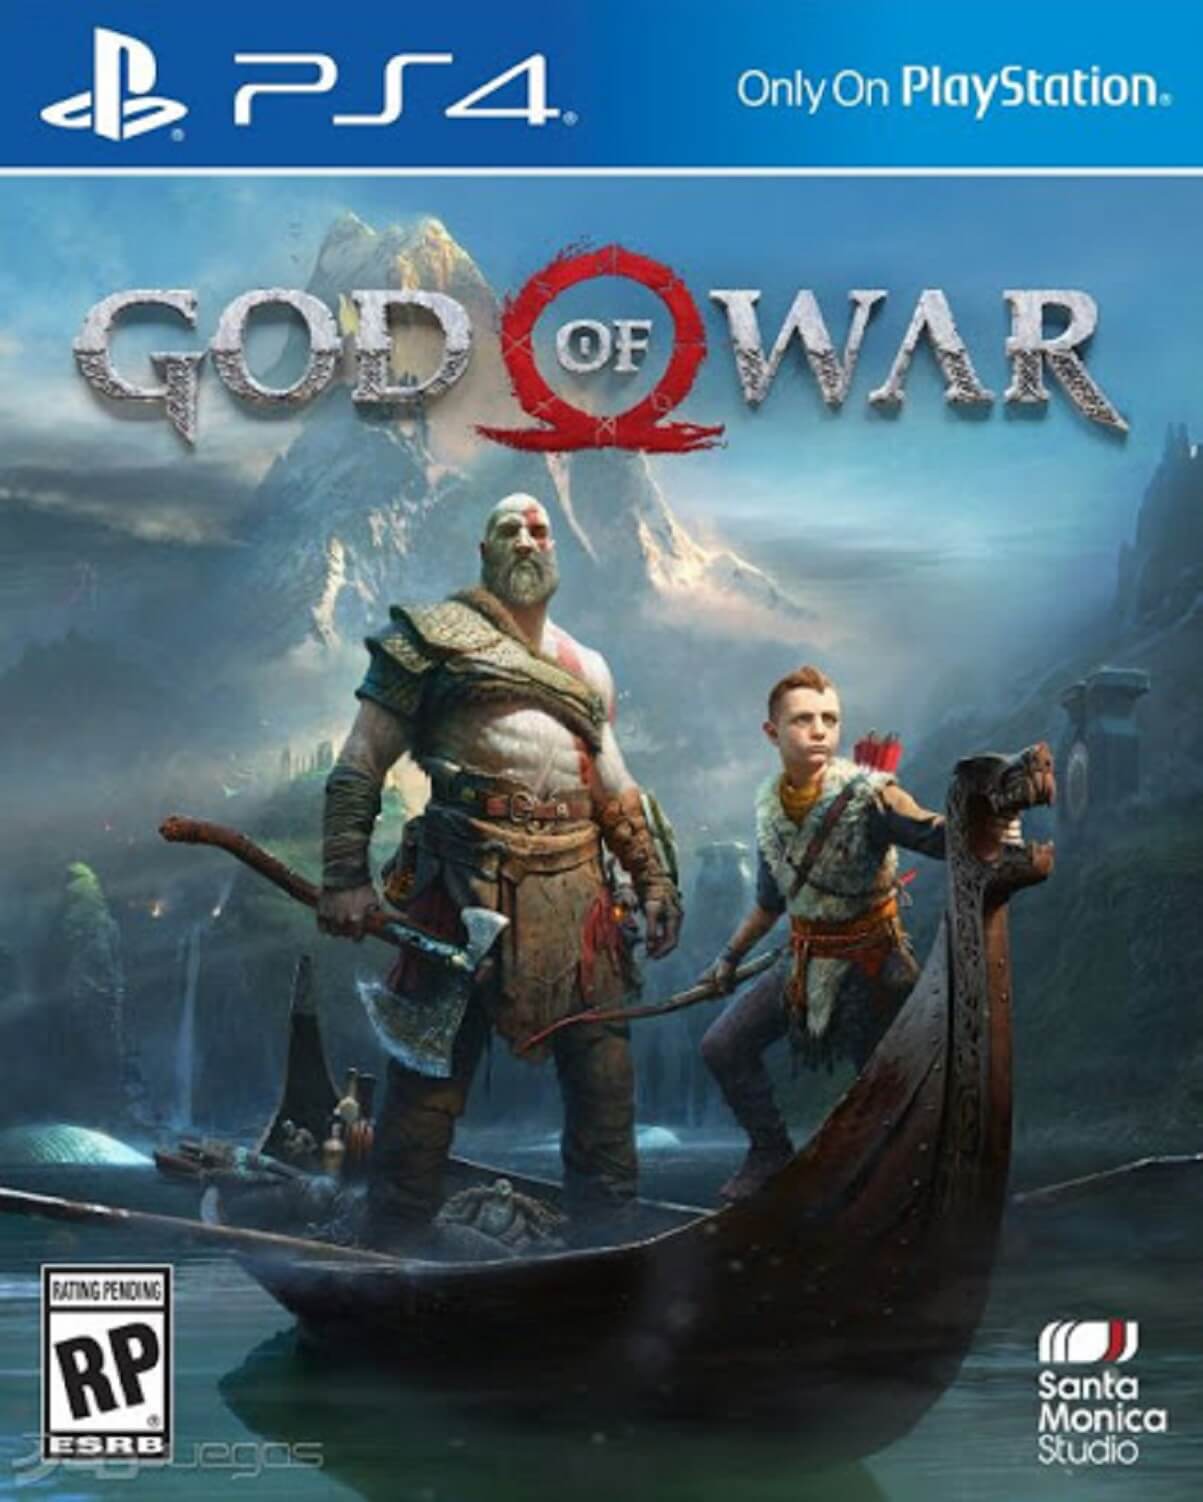 PS4
Only On PlayStation
GOD OF WAR
RATING PENDING
RP
ESRB
Santa
Monica
Studio